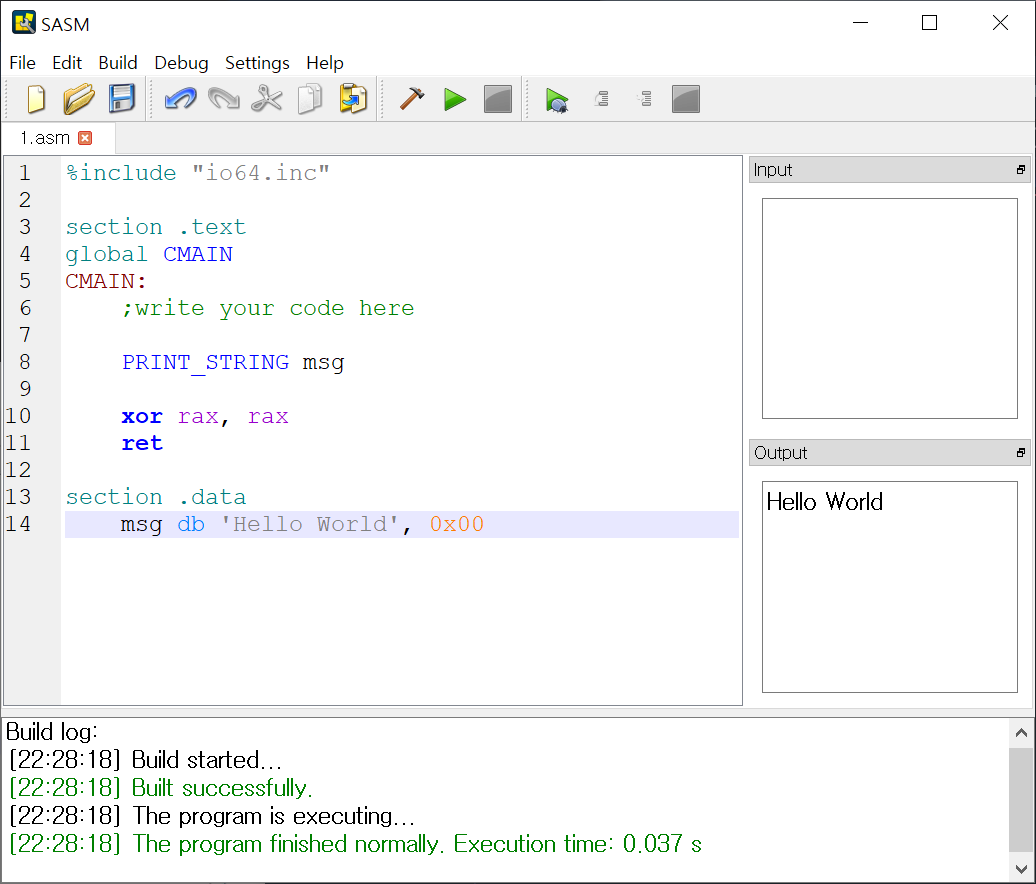 SASM
File Edit Build Debug Settings Help
1.asm
1 %include "io64.inc"
2
3 section .text
4 global CMAIN
5 CMAIN:
6 ;write your code here
7
8 PRINT_STRING msg
9
10 xor rax, rax
11 ret
12
13 section .data
14 msg db 'Hello World', 0x00
Input
Output
Hello World
Build log:
[22:28:18] Build started...
[22:28:18] Built successfully.
[22:28:18] The program is executing...
[22:28:18] The program finished normally. Execution time: 0.037 s